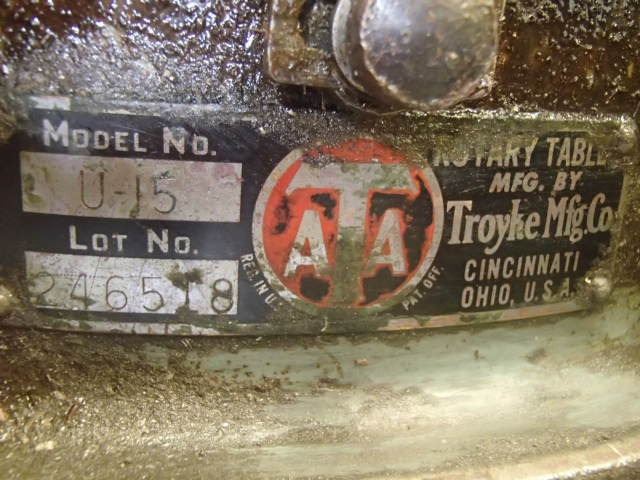 MODEL NO.
U-15
LOT NO.
246518
ATA
REG. IN U.
PAT. OFF.
ROTARY TABLE
MFG. BY
Troyke Mfg. Co.
CINCINNATI
OHIO, U.S.A.